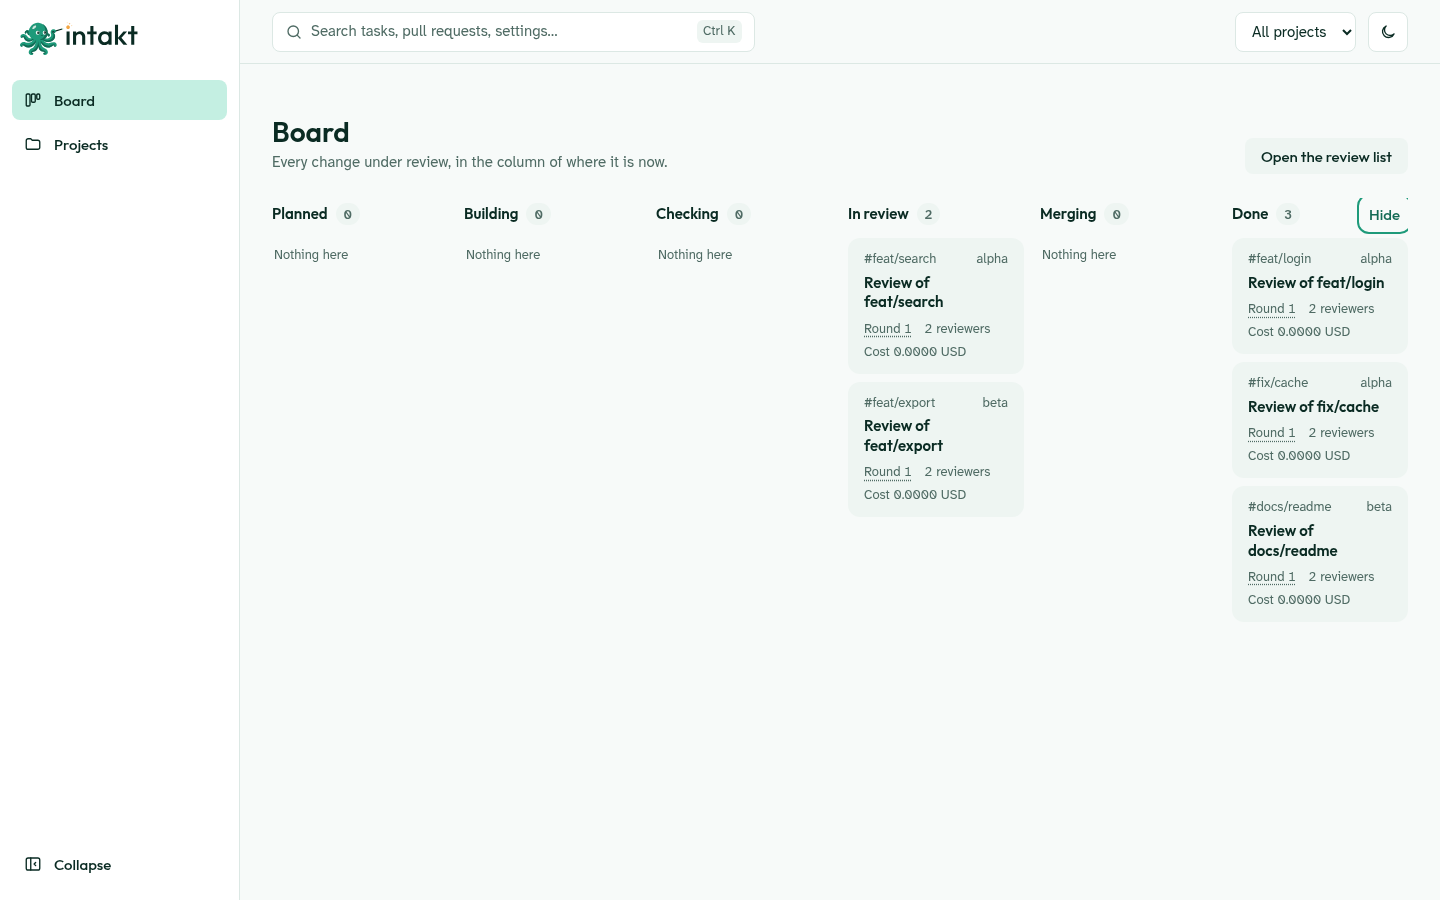 intakt
Search tasks, pull requests, settings...
Ctrl K
All projects
Board
Projects
Board
Every change under review, in the column of where it is now.
Open the review list
Planned 0
Nothing here
Building 0
Nothing here
Checking 0
Nothing here
In review 2
#feat/search alpha
Review of
feat/search
Round 1 2 reviewers
Cost 0.0000 USD
#feat/export beta
Review of
feat/export
Round 1 2 reviewers
Cost 0.0000 USD
Merging 0
Nothing here
Done 3
Hide
#feat/login alpha
Review of feat/login
Round 1 2 reviewers
Cost 0.0000 USD
#fix/cache alpha
Review of fix/cache
Round 1 2 reviewers
Cost 0.0000 USD
#docs/readme beta
Review of
docs/readme
Round 1 2 reviewers
Cost 0.0000 USD
Collapse